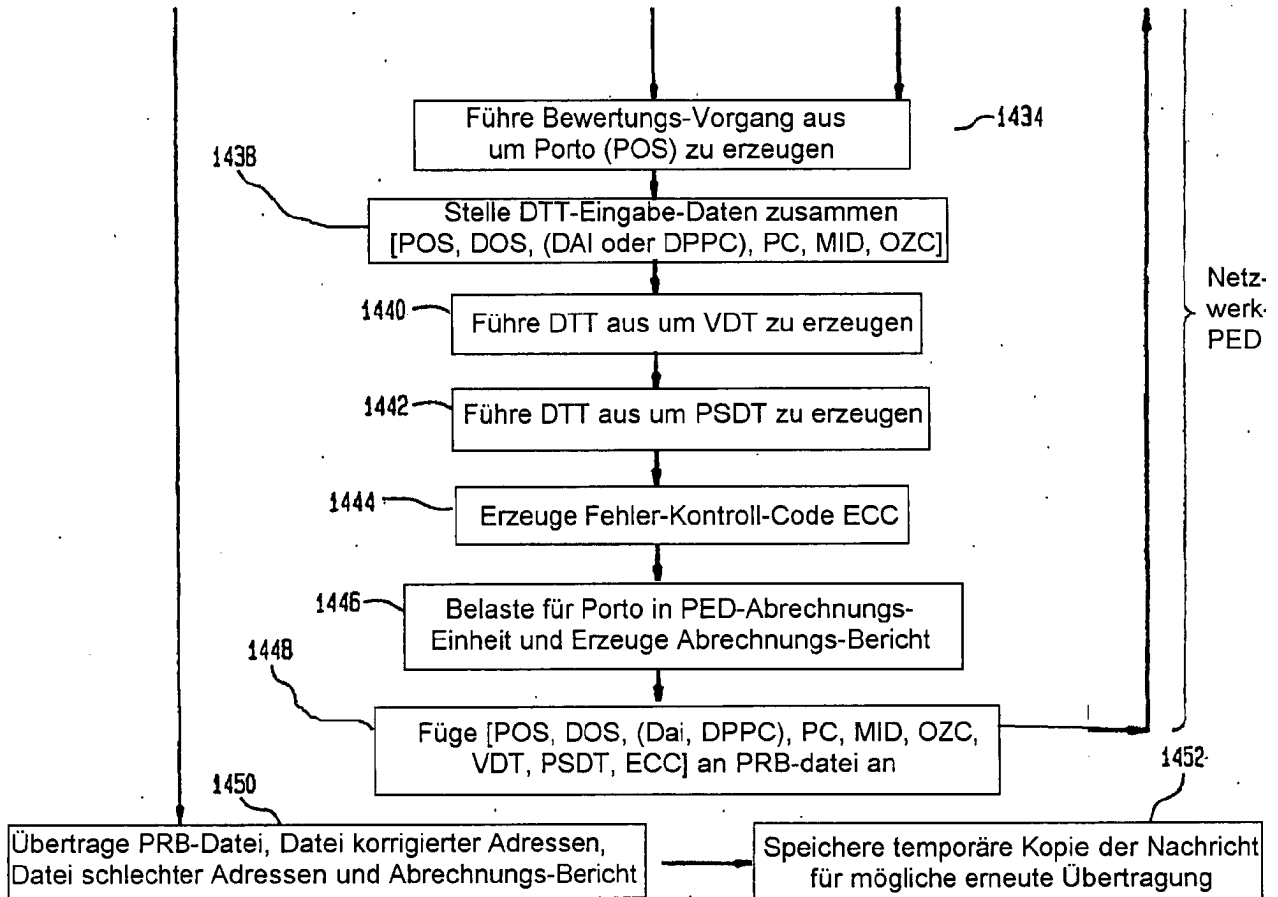 Führe Bewertungs-Vorgang aus
um Porto (POS) zu erzeugen
1434
1438
Stelle DTT-Eingabe-Daten zusammen
[POS, DOS, (DAI oder DPPC), PC, MID, OZC]
1440
Führe DTT aus um VDT zu erzeugen
Netz-
werk-
PED
1442
Führe DTT aus um PSDT zu erzeugen
1444
Erzeuge Fehler-Kontroll-Code ECC
1446
Belaste für Porto in PED-Abrechnungs-
Einheit und Erzeuge Abrechnungs-Bericht
1448
Füge [POS, DOS, (Dai, DPPC), PC, MID, OZC,
VDT, PSDT, ECC] an PRB-datei an
1450
1452
Übertrage PRB-Datei, Datei korrigierter Adressen,
Datei schlechter Adressen und Abrechnungs-Bericht
Speichere temporäre Kopie der Nachricht
für mögliche erneute Übertragung